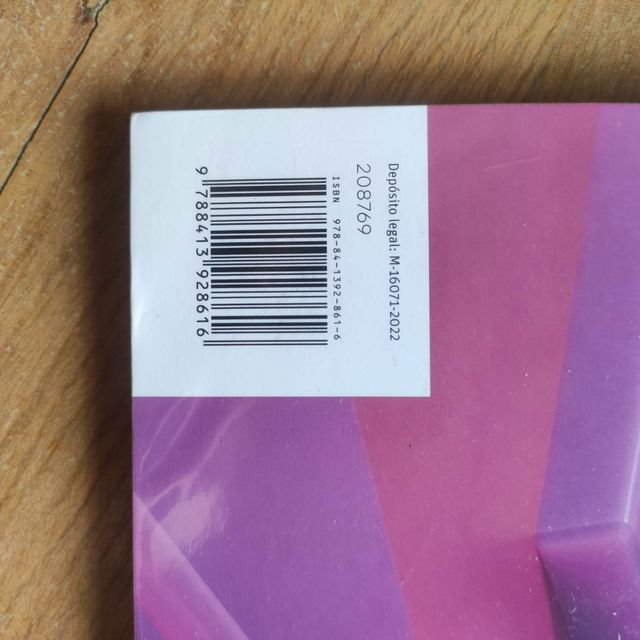 Depósito legal: M-16071-2022
208769
ISBN 978-84-1392-861-6
9 788413 928616